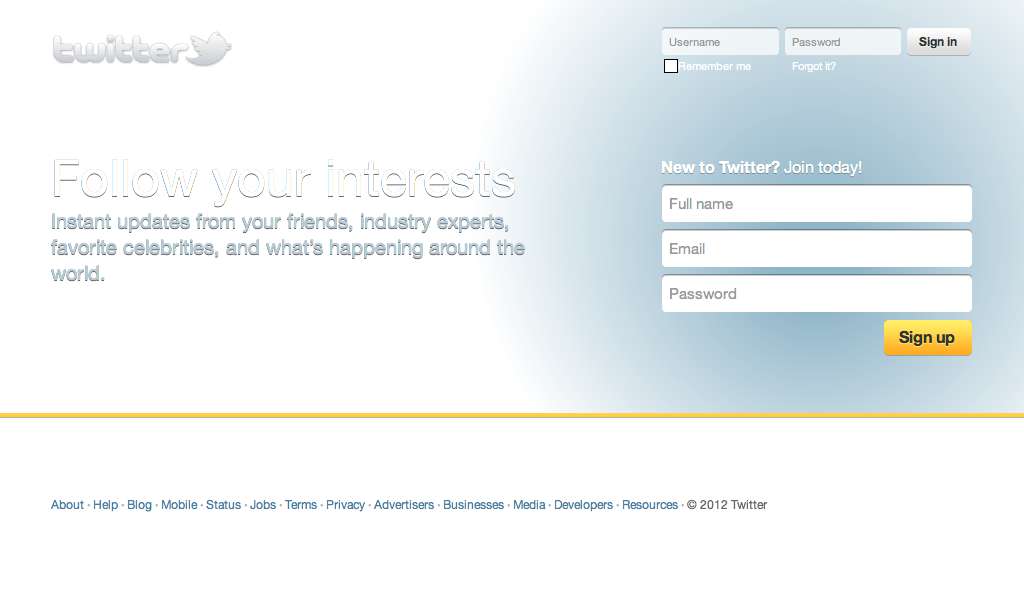 twitter
Username Password Sign in
Remember me Forgot it?
Follow your interests
Instant updates from your friends, industry experts,
favorite celebrities, and what's happening around the
world.
New to Twitter? Join today!
Full name
Email
Password
Sign up
About · Help · Blog · Mobile · Status · Jobs · Terms · Privacy · Advertisers · Businesses · Media · Developers · Resources · © 2012 Twitter